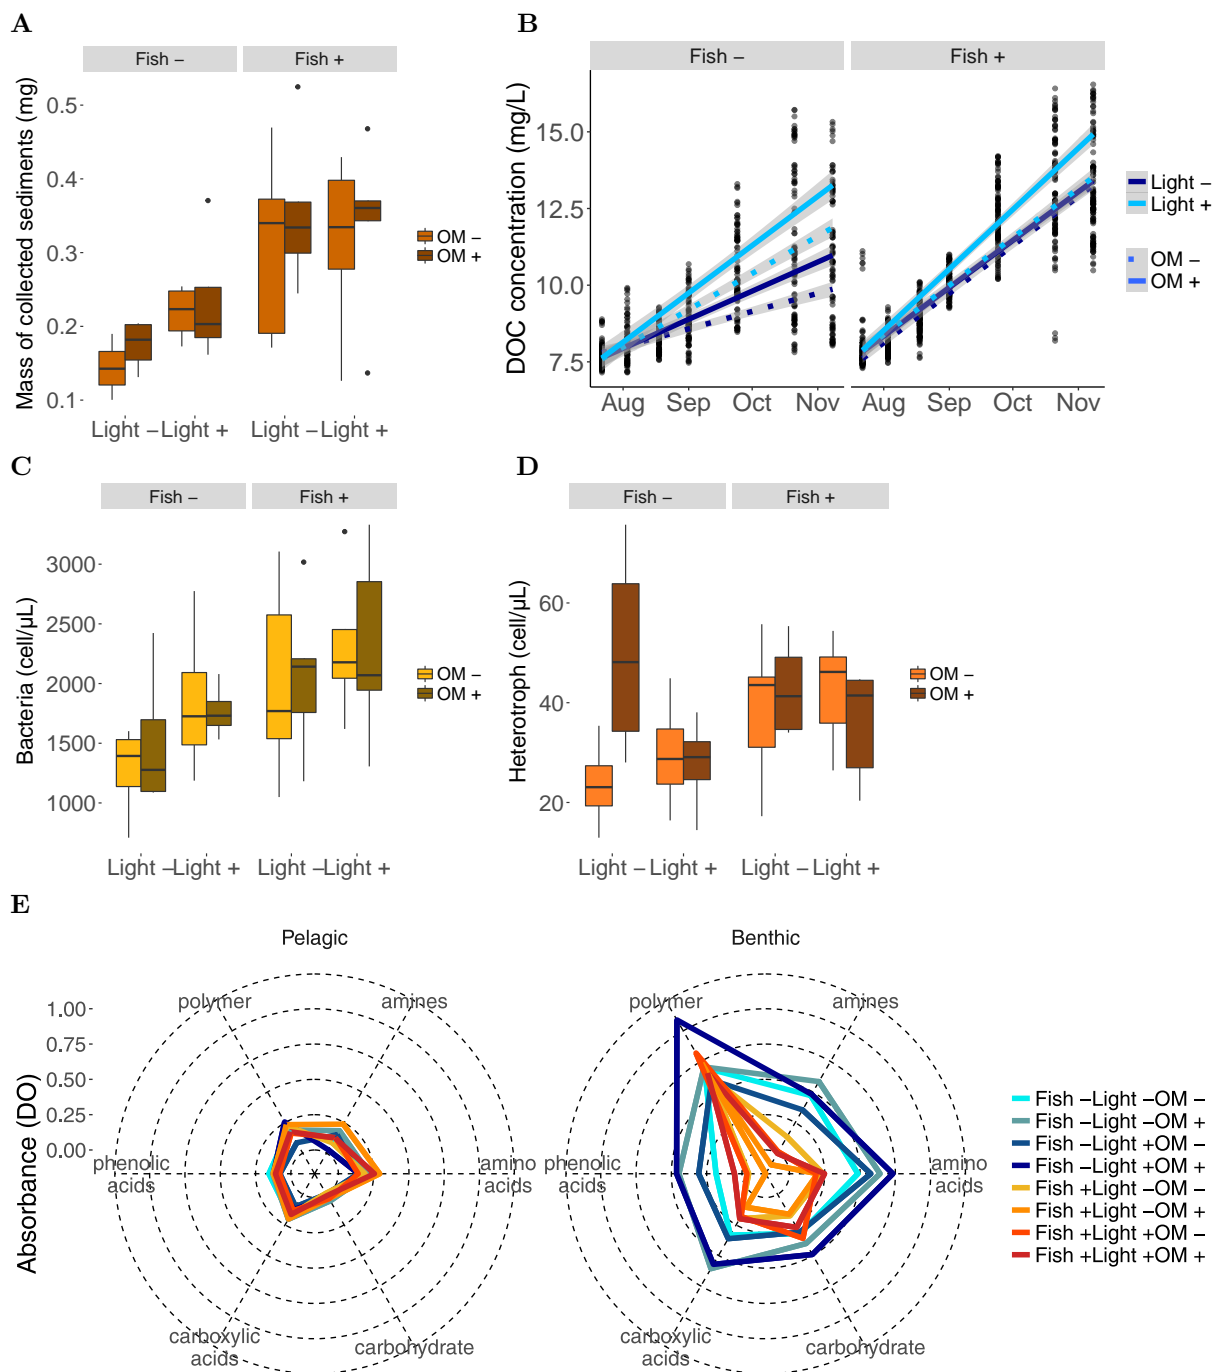 A
Fish – Fish +
Mass of collected sediments (mg)
0.5
0.4
0.3
0.2
0.1
Light – Light + Light – Light +
OM –
OM +
B
Fish – Fish +
DOC concentration (mg/L)
15.0
12.5
10.0
7.5
Aug Sep Oct Nov Aug Sep Oct Nov
Light –
Light +
OM –
OM +
C
Fish – Fish +
Bacteria (cell/µL)
3000
2500
2000
1500
1000
Light – Light + Light – Light +
OM –
OM +
D
Fish – Fish +
Heterotroph (cell/µL)
60
40
20
Light – Light + Light – Light +
OM –
OM +
E
Absorbance (DO)
1.00
0.75
0.50
0.25
0.00
Pelagic
polymer amines
phenolic
acids
amino
acids
carboxylic
acids
carbohydrate
Benthic
polymer amines
phenolic
acids
amino
acids
carboxylic
acids
carbohydrate
Fish –Light –OM –
Fish –Light –OM +
Fish –Light +OM –
Fish –Light +OM +
Fish +Light –OM –
Fish +Light –OM +
Fish +Light +OM –
Fish +Light +OM +